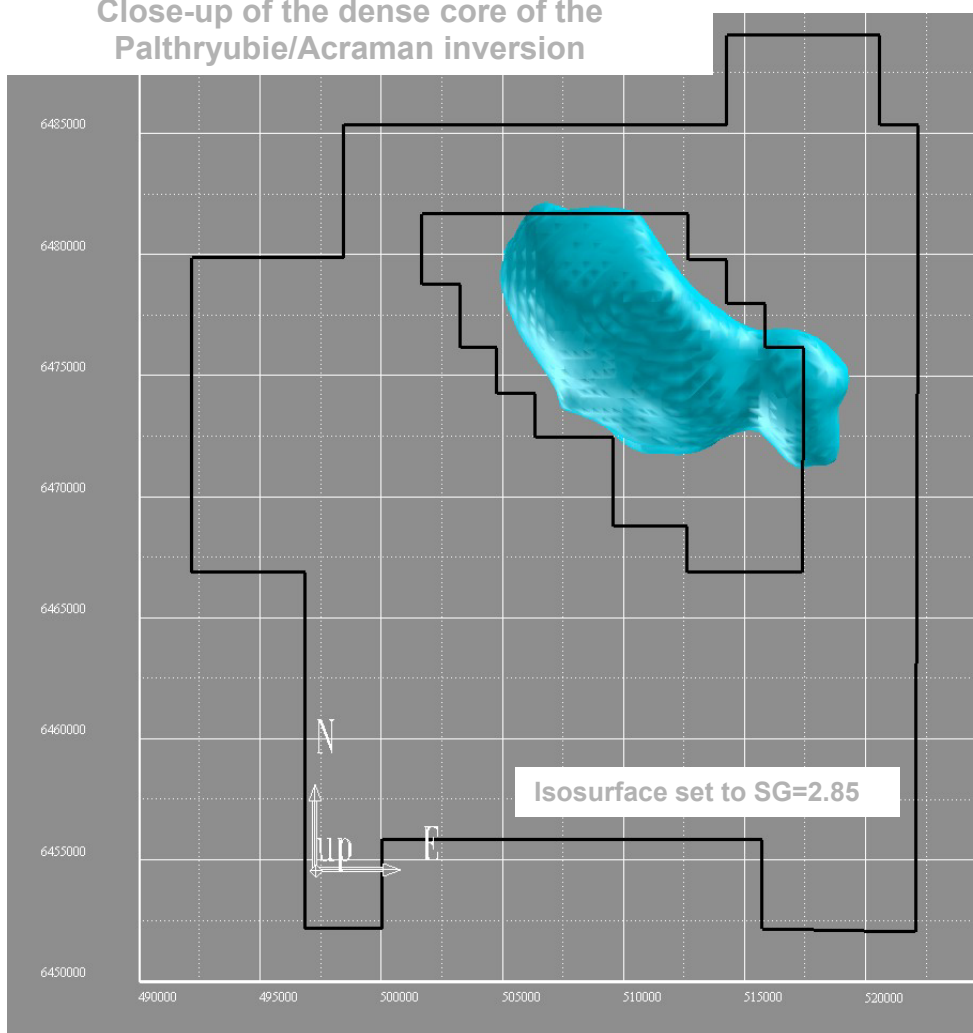 Close-up of the dense core of the
Palthryubie/Acraman inversion
6485000
6480000
6475000
6470000
6465000
6460000
N
Isosurface set to SG=2.85
6455000
up
E
6450000
490000 495000 500000 505000 510000 515000 520000